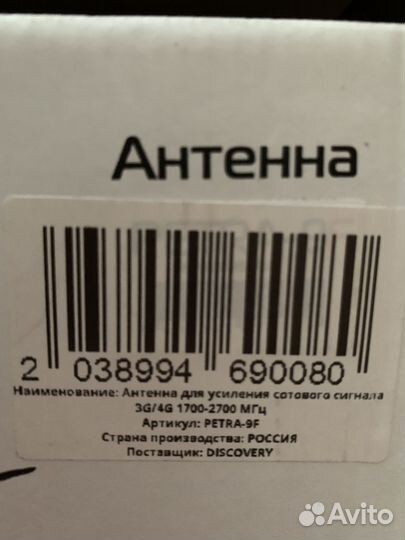 Антенна
2 038994 690080
Наименование: Антенна для усиления сотового сигнала
3G/4G 1700-2700 МГц
Артикул: PETRA-9F
Страна производства: РОССИЯ
Поставщик: DISCOVERY
Avito